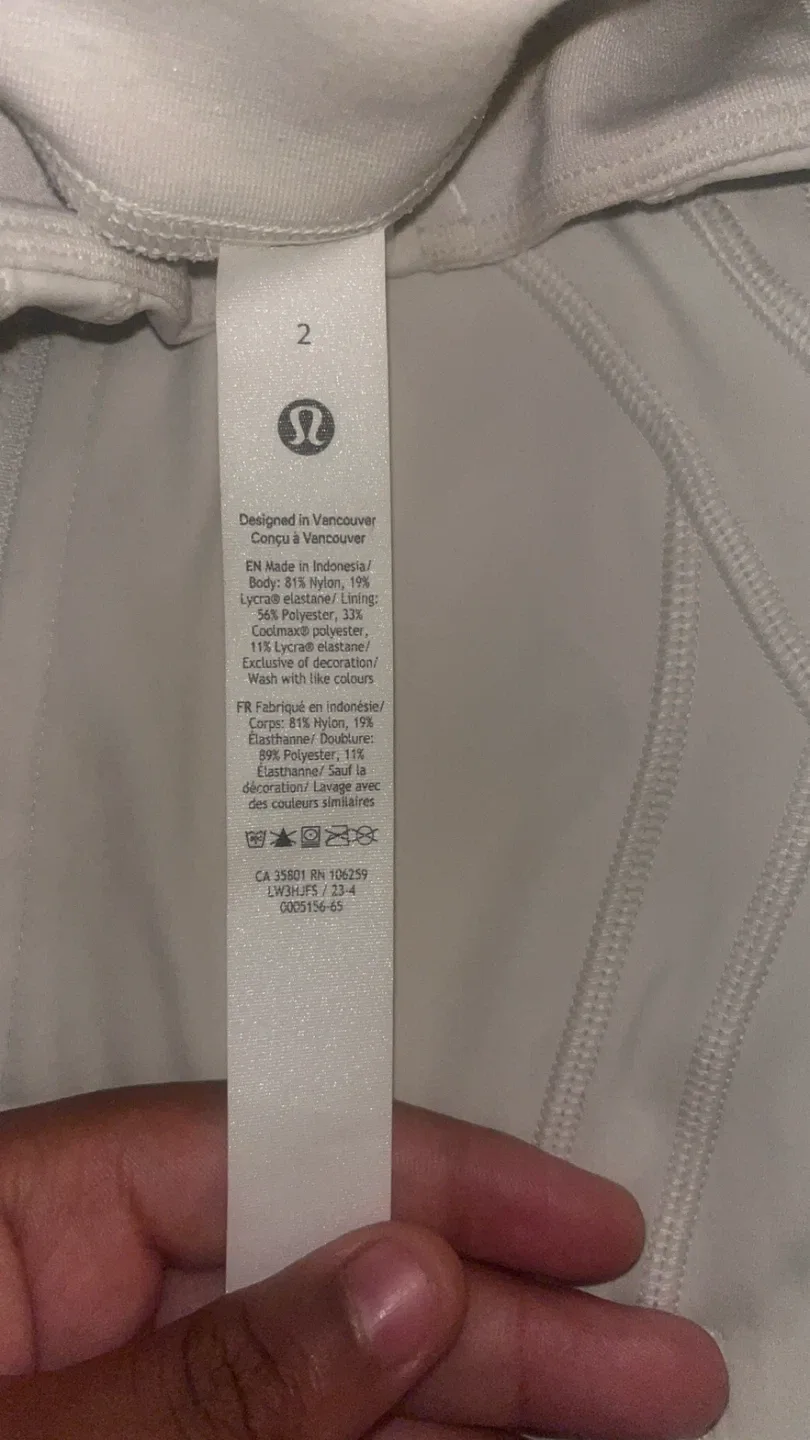 2
Designed in Vancouver
Conçu à Vancouver
EN Made in Indonesia/
Body: 81% Nylon, 19%
Lycra® elastane/ Lining:
56% Polyester, 33%
Coolmax® polyester,
11% Lycra® elastane/
Exclusive of decoration/
Wash with like colours
FR Fabriqué en indonésie/
Corps: 81% Nylon, 19%
Élasthanne/ Doublure:
89% Polyester, 11%
Élasthanne/ Sauf la
décoration/ Lavage avec
des couleurs similaires
CA 35801 RN 106259
LW3HJFS / 23-4
0005156-65